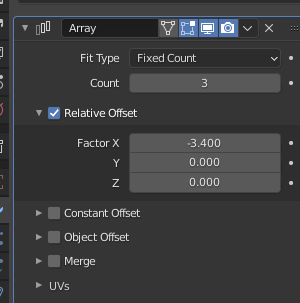 Array
Fit Type Fixed Count
Count 3
Relative Offset
Factor X -3.400
Y 0.000
Z 0.000
Constant Offset
Object Offset
Merge
UVs